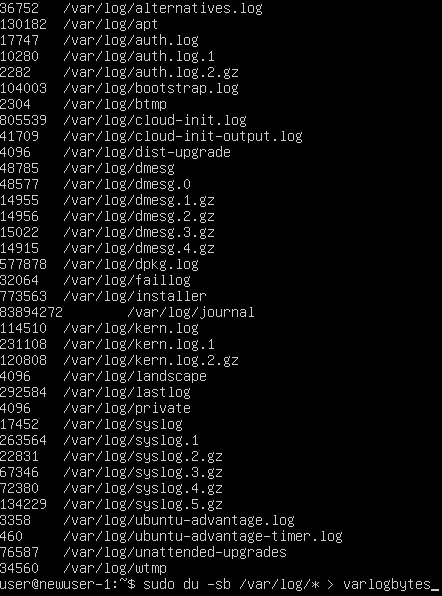 36752 /var/log/alternatives.log
130182 /var/log/apt
17747 /var/log/auth.log
10280 /var/log/auth.log.1
2282 /var/log/auth.log.2.gz
104003 /var/log/bootstrap.log
2304 /var/log/btmp
805539 /var/log/cloud-init.log
41709 /var/log/cloud-init-output.log
4096 /var/log/dist-upgrade
48785 /var/log/dmesg
48577 /var/log/dmesg.0
14955 /var/log/dmesg.1.gz
14956 /var/log/dmesg.2.gz
15022 /var/log/dmesg.3.gz
14915 /var/log/dmesg.4.gz
577878 /var/log/dpkg.log
32064 /var/log/faillog
773563 /var/log/installer
83894272 /var/log/journal
114510 /var/log/kern.log
231108 /var/log/kern.log.1
120808 /var/log/kern.log.2.gz
4096 /var/log/landscape
292584 /var/log/lastlog
4096 /var/log/private
17452 /var/log/syslog
263564 /var/log/syslog.1
22831 /var/log/syslog.2.gz
67346 /var/log/syslog.3.gz
72380 /var/log/syslog.4.gz
134229 /var/log/syslog.5.gz
3358 /var/log/ubuntu-advantage.log
460 /var/log/ubuntu-advantage-timer.log
76587 /var/log/unattended-upgrades
34560 /var/log/wtmp
user@newuser-1:~$ sudo du -sb /var/log/* > varlogbytes_